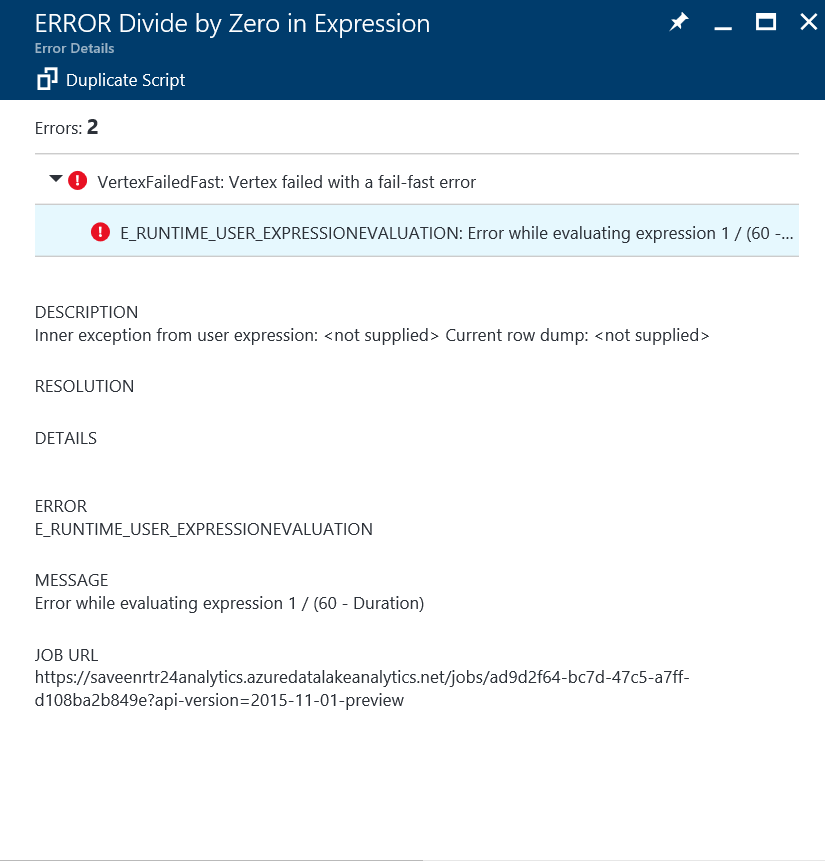 ERROR Divide by Zero in Expression
Error Details
Duplicate Script
Errors: 2
VertexFailedFast: Vertex failed with a fail-fast error
E_RUNTIME_USER_EXPRESSIONEVALUATION: Error while evaluating expression 1 / (60 -...
DESCRIPTION
Inner exception from user expression: <not supplied> Current row dump: <not supplied>
RESOLUTION
DETAILS
ERROR
E_RUNTIME_USER_EXPRESSIONEVALUATION
MESSAGE
Error while evaluating expression 1 / (60 - Duration)
JOB URL
https://saveenrtr24analytics.azuredatalakeanalytics.net/jobs/ad9d2f64-bc7d-47c5-a7ff-
d108ba2b849e?api-version=2015-11-01-preview